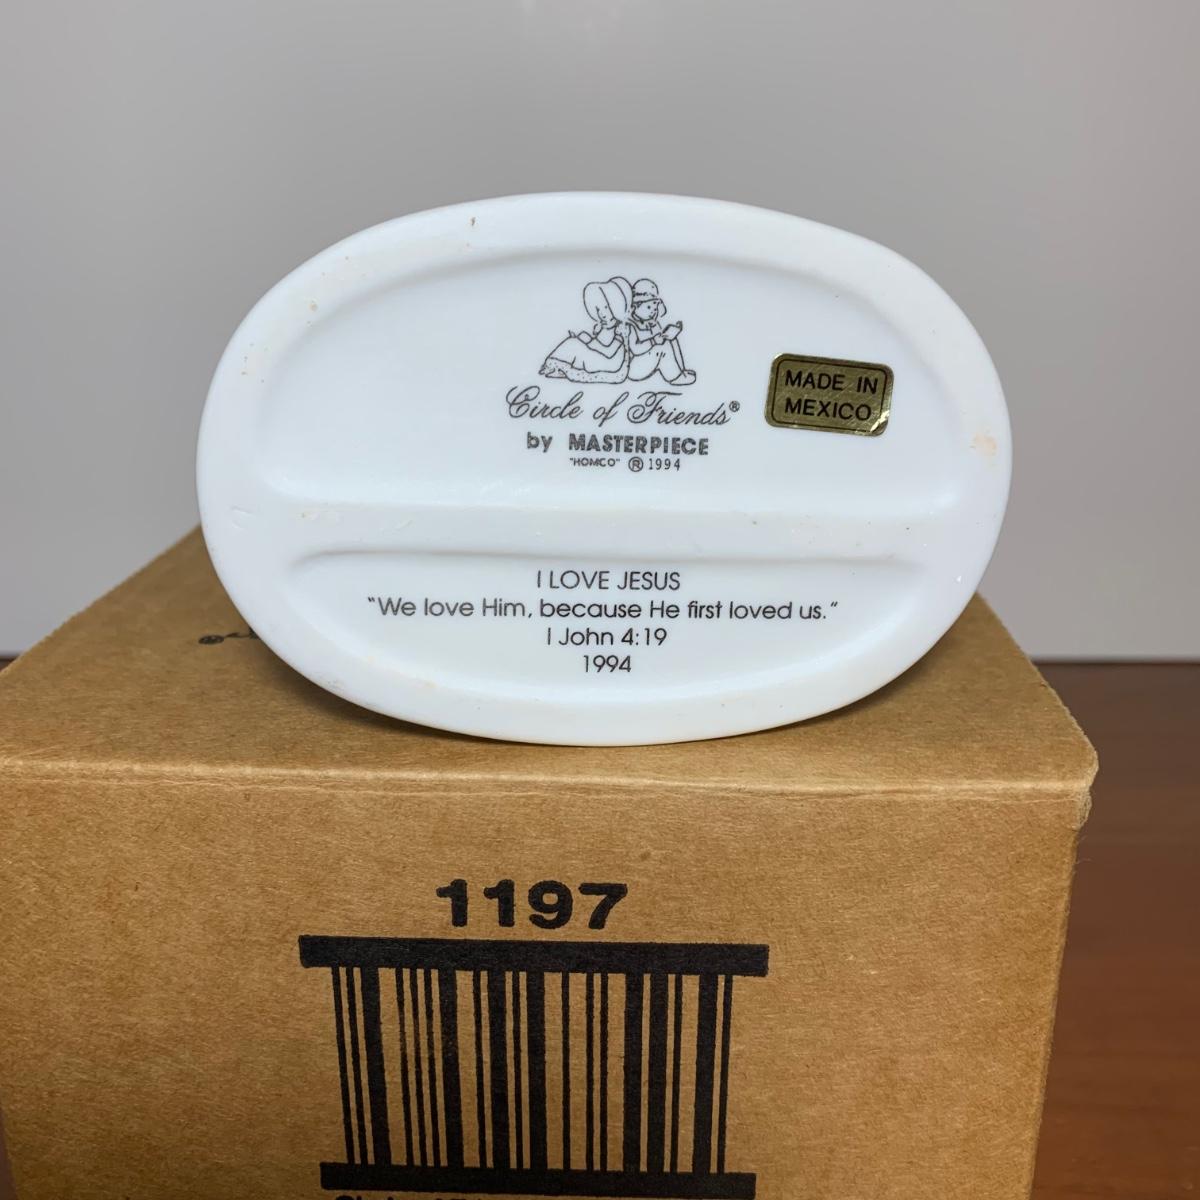 Circle of Friends®
by MASTERPIECE
"HOMCO" ® 1994
MADE IN
MEXICO
I LOVE JESUS
"We love Him, because He first loved us."
I John 4:19
1994
1197